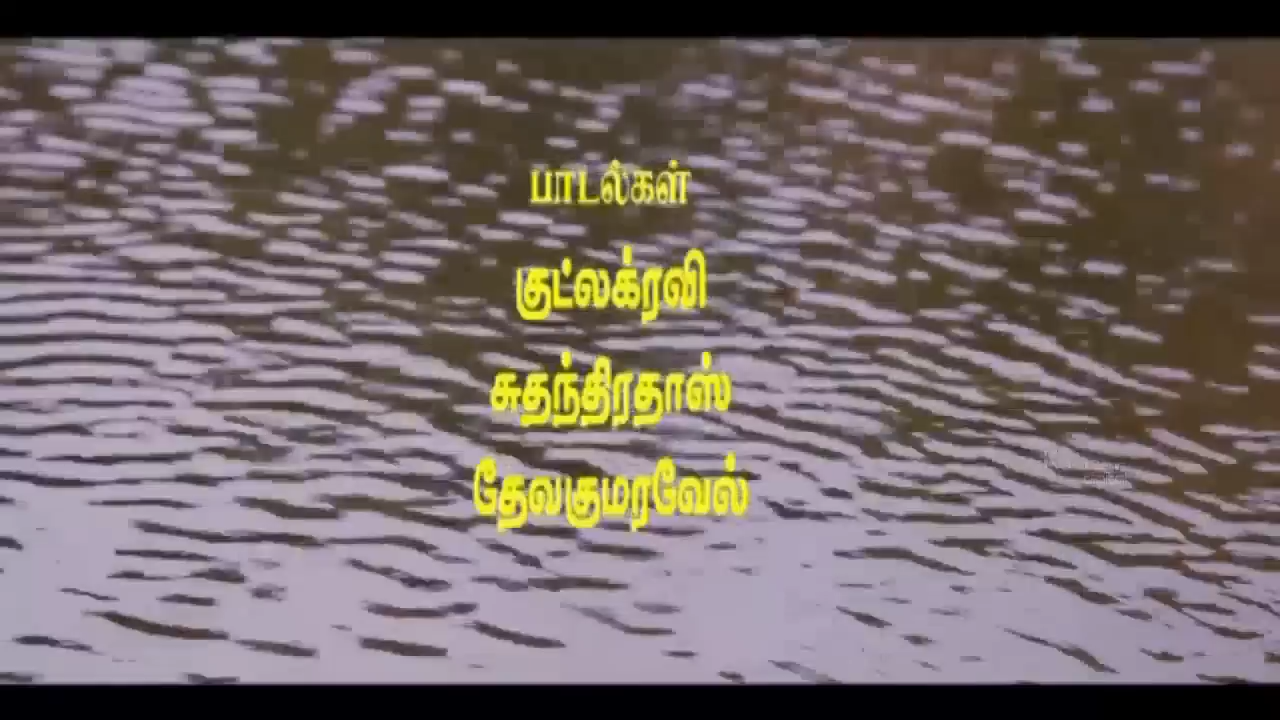 பாடல்கள்
குட்லக்ரவி
சுதந்திரதாஸ்
தேவகுமரவேல்